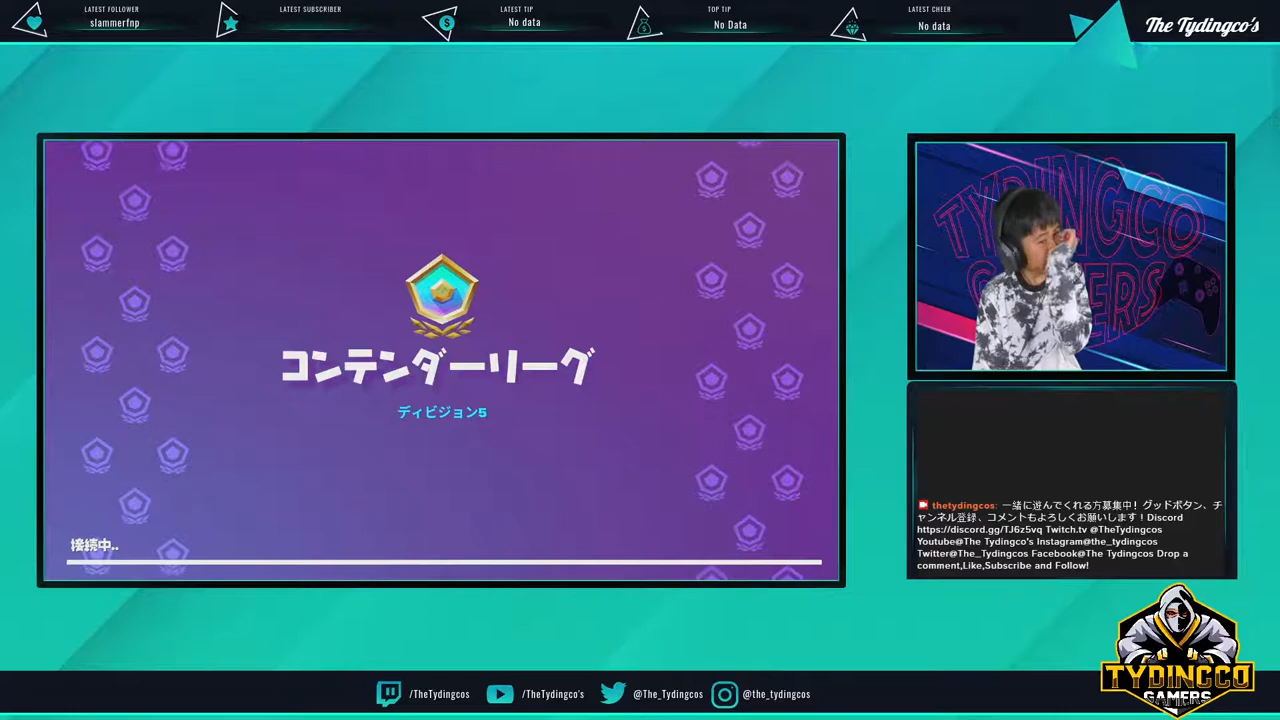 LATEST FOLLOWER
slammerfnp
LATEST SUBSCRIBER
LATEST TIP
No data
TOP TIP
No Data
LATEST CHEER
No data
The Tydingco's
TYDINGCO
GAMERS
コンテンダーリーグ
ディビジョン5
接続中..
thetydingcos: 一緒に遊んでくれる方募集中！グッドボタン、チ
ャンネル登録、コメントもよろしくお願いします！Discord
https://discord.gg/TJ6z5vq Twitch.tv @TheTydingcos
Youtube@The Tydingco's Instagram@the_tydingcos
Twitter@The_Tydingcos Facebook@The Tydingcos Drop a
comment,Like,Subscribe and Follow!
TYDINGCO
GAMERS
/TheTydingcos
/TheTydingco's
@The_Tydingcos
@the_tydingcos